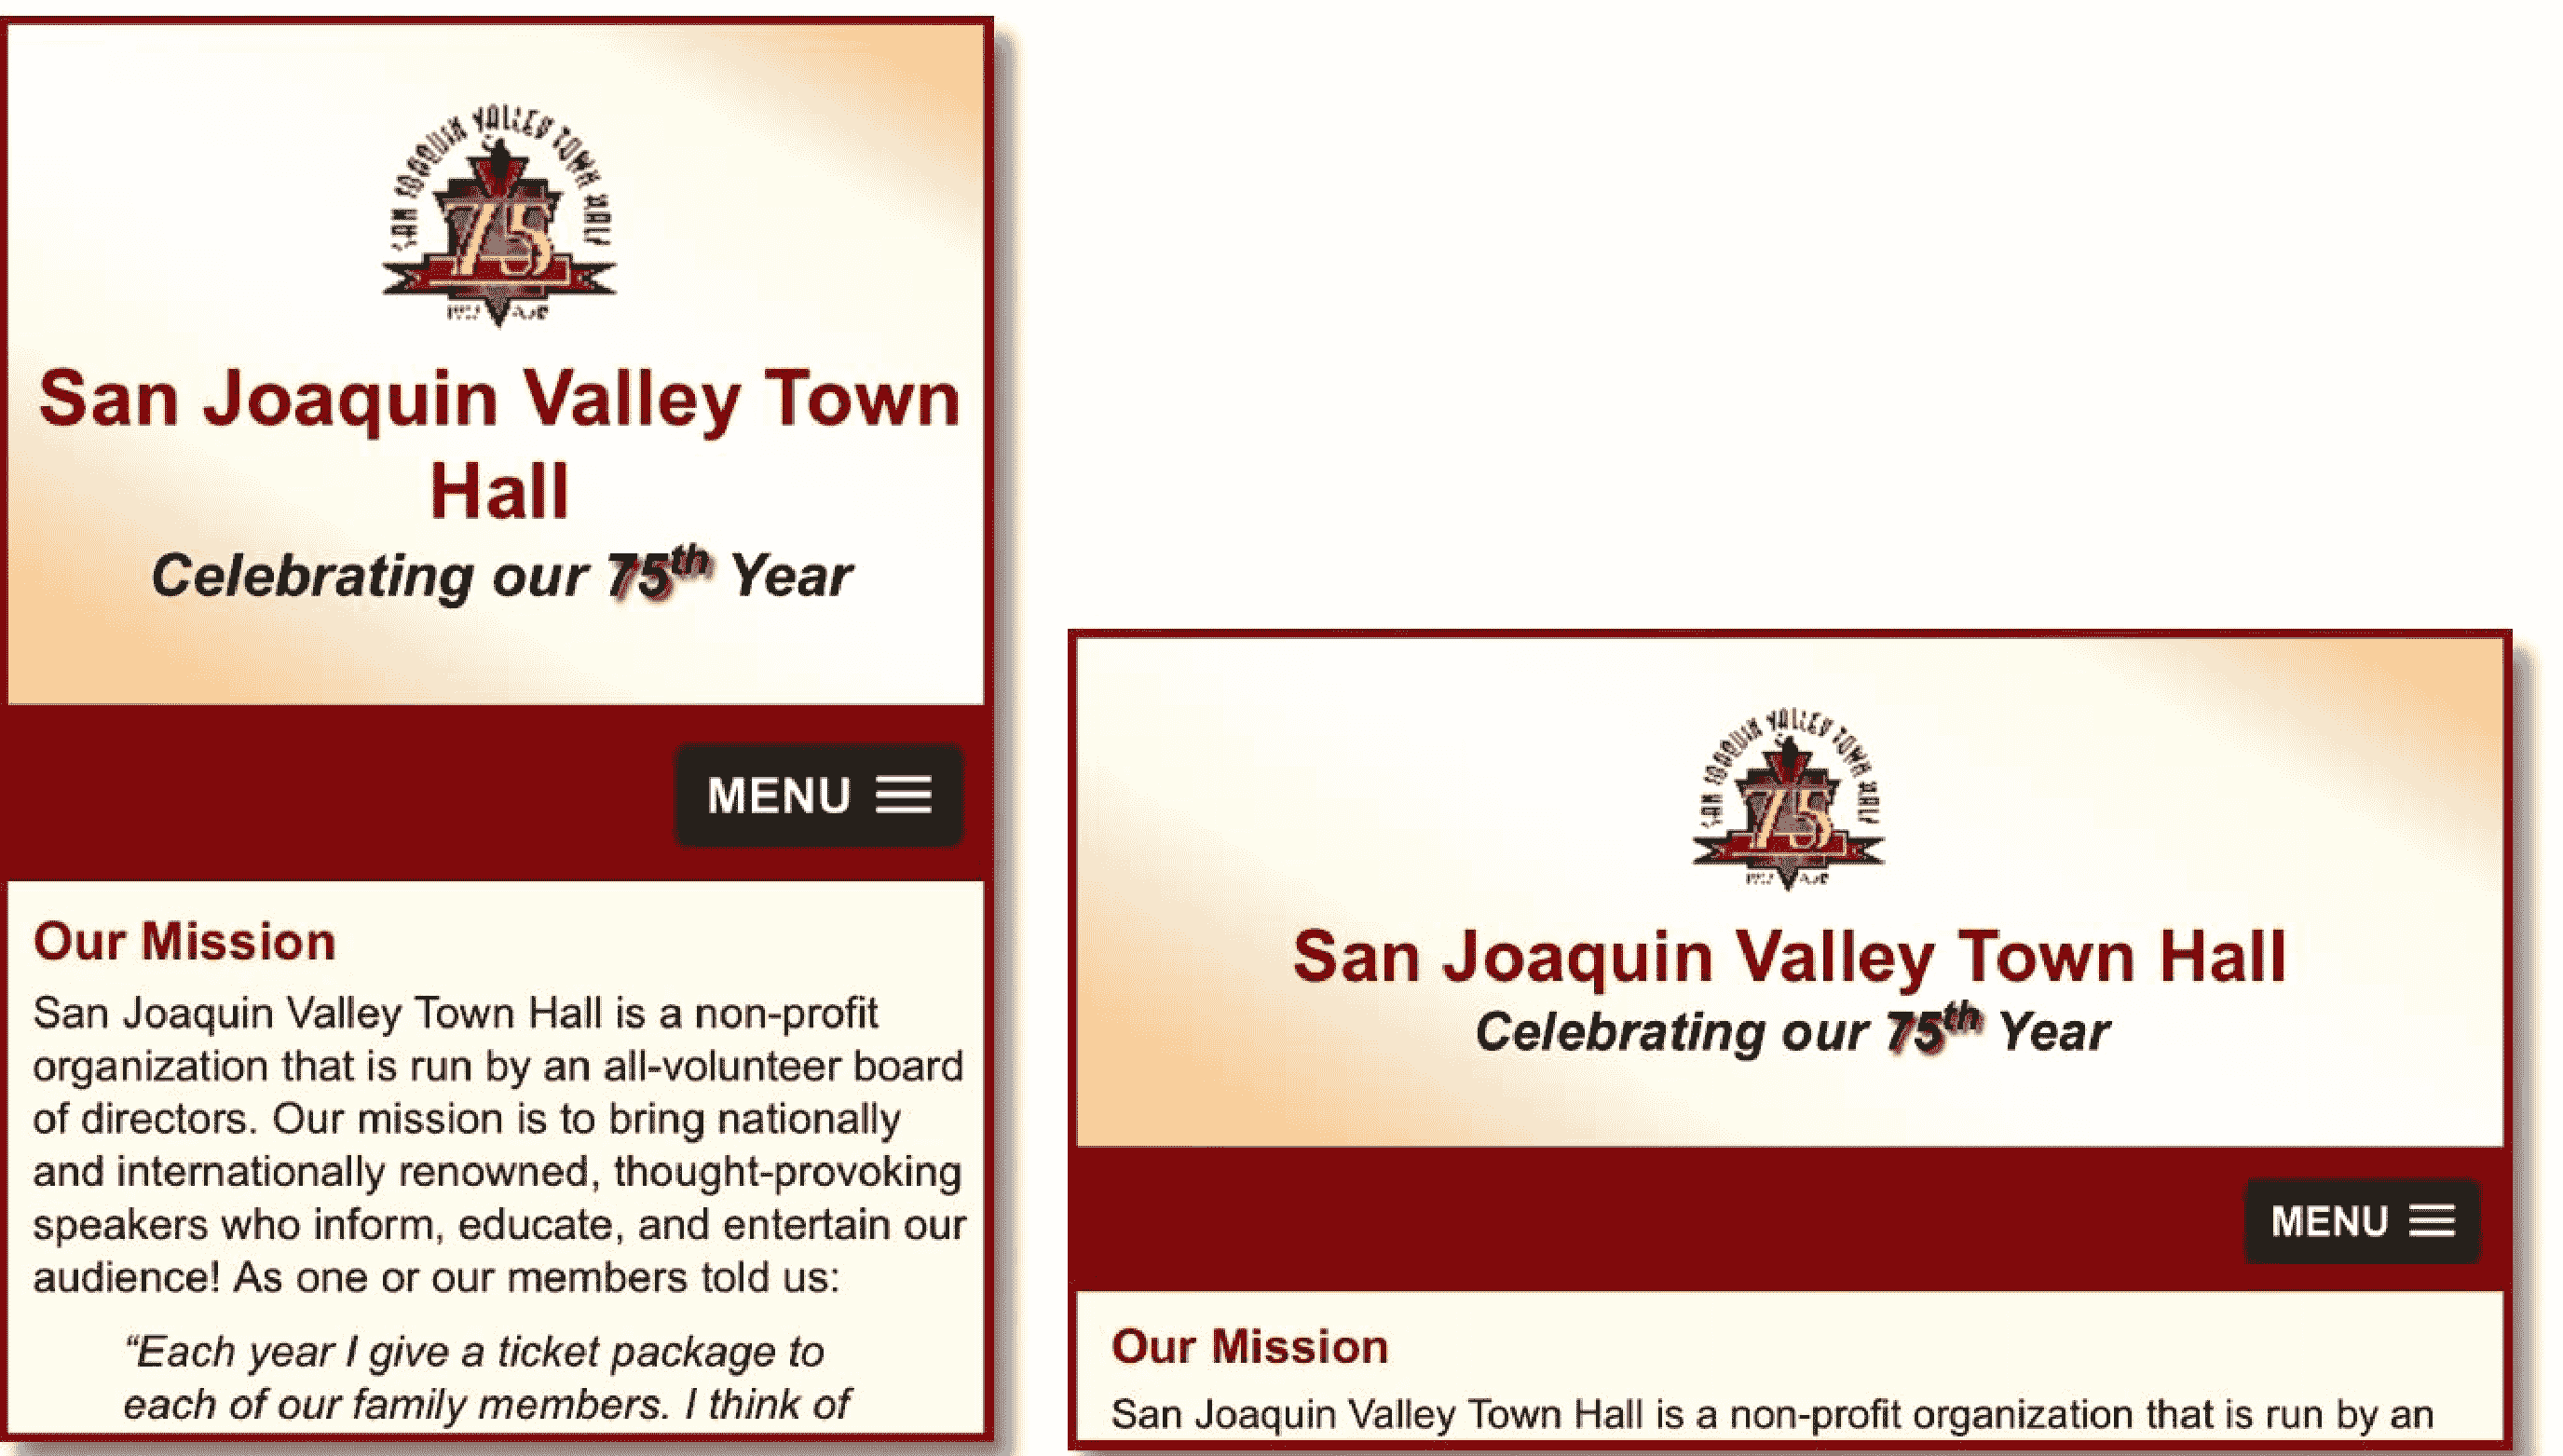 SAN JOAQUIN VALLEY TOWN HALL
75
San Joaquin Valley Town
Hall
Celebrating our 75th Year
MENU
Our Mission
San Joaquin Valley Town Hall is a non-profit
organization that is run by an all-volunteer board
of directors. Our mission is to bring nationally
and internationally renowned, thought-provoking
speakers who inform, educate, and entertain our
audience! As one or our members told us:
“Each year I give a ticket package to
each of our family members. I think of
SAN JOAQUIN VALLEY TOWN HALL
75
San Joaquin Valley Town Hall
Celebrating our 75th Year
MENU
Our Mission
San Joaquin Valley Town Hall is a non-profit organization that is run by an